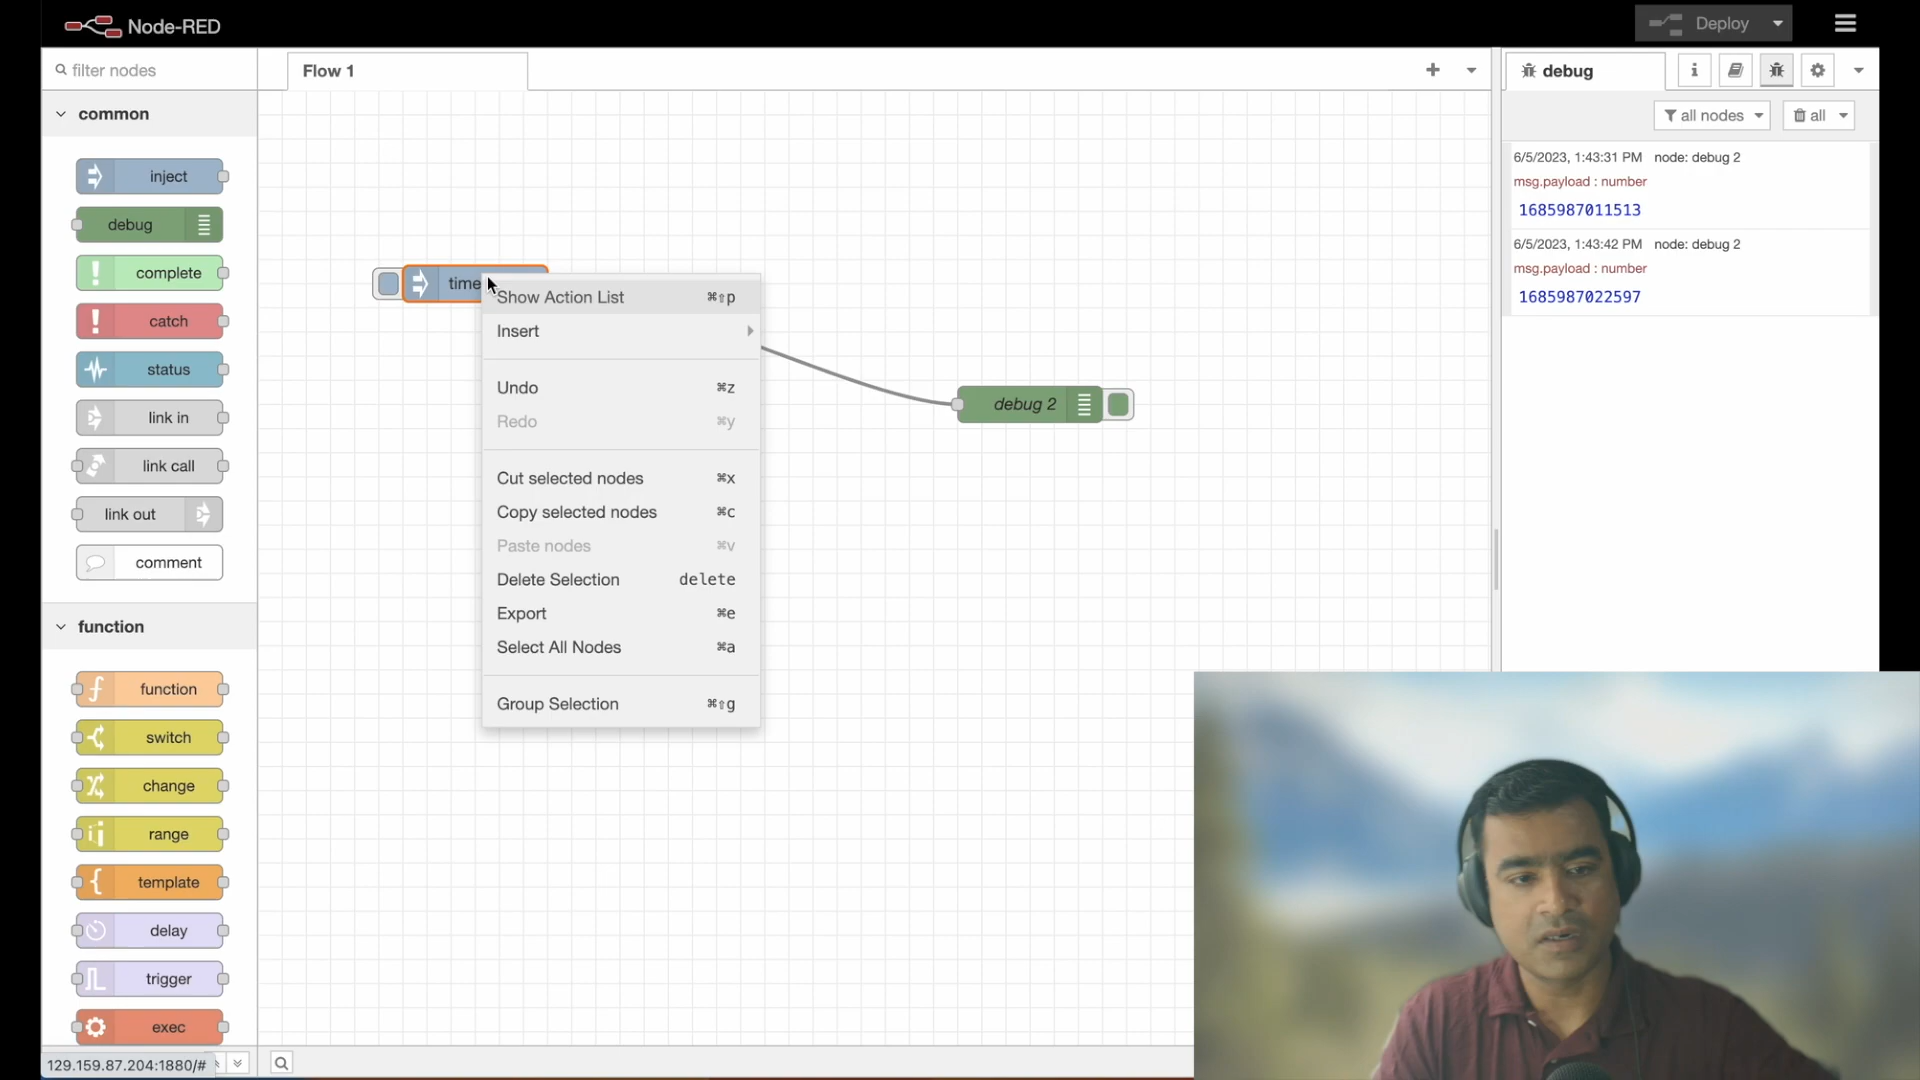 Node-RED
Deploy
filter nodes
Flow 1
debug
i
common
all nodes
all
inject
debug
complete
catch
status
link in
link call
link out
comment
function
function
switch
change
range
template
delay
trigger
exec
129.159.87.204:1880/#
time
Show Action List ⌘⇧p
Insert
Undo ⌘z
Redo ⌘y
Cut selected nodes ⌘x
Copy selected nodes ⌘c
Paste nodes ⌘v
Delete Selection delete
Export ⌘e
Select All Nodes ⌘a
Group Selection ⌘⇧g
debug 2
6/5/2023, 1:43:31 PM node: debug 2
msg.payload : number
1685987011513
6/5/2023, 1:43:42 PM node: debug 2
msg.payload : number
1685987022597